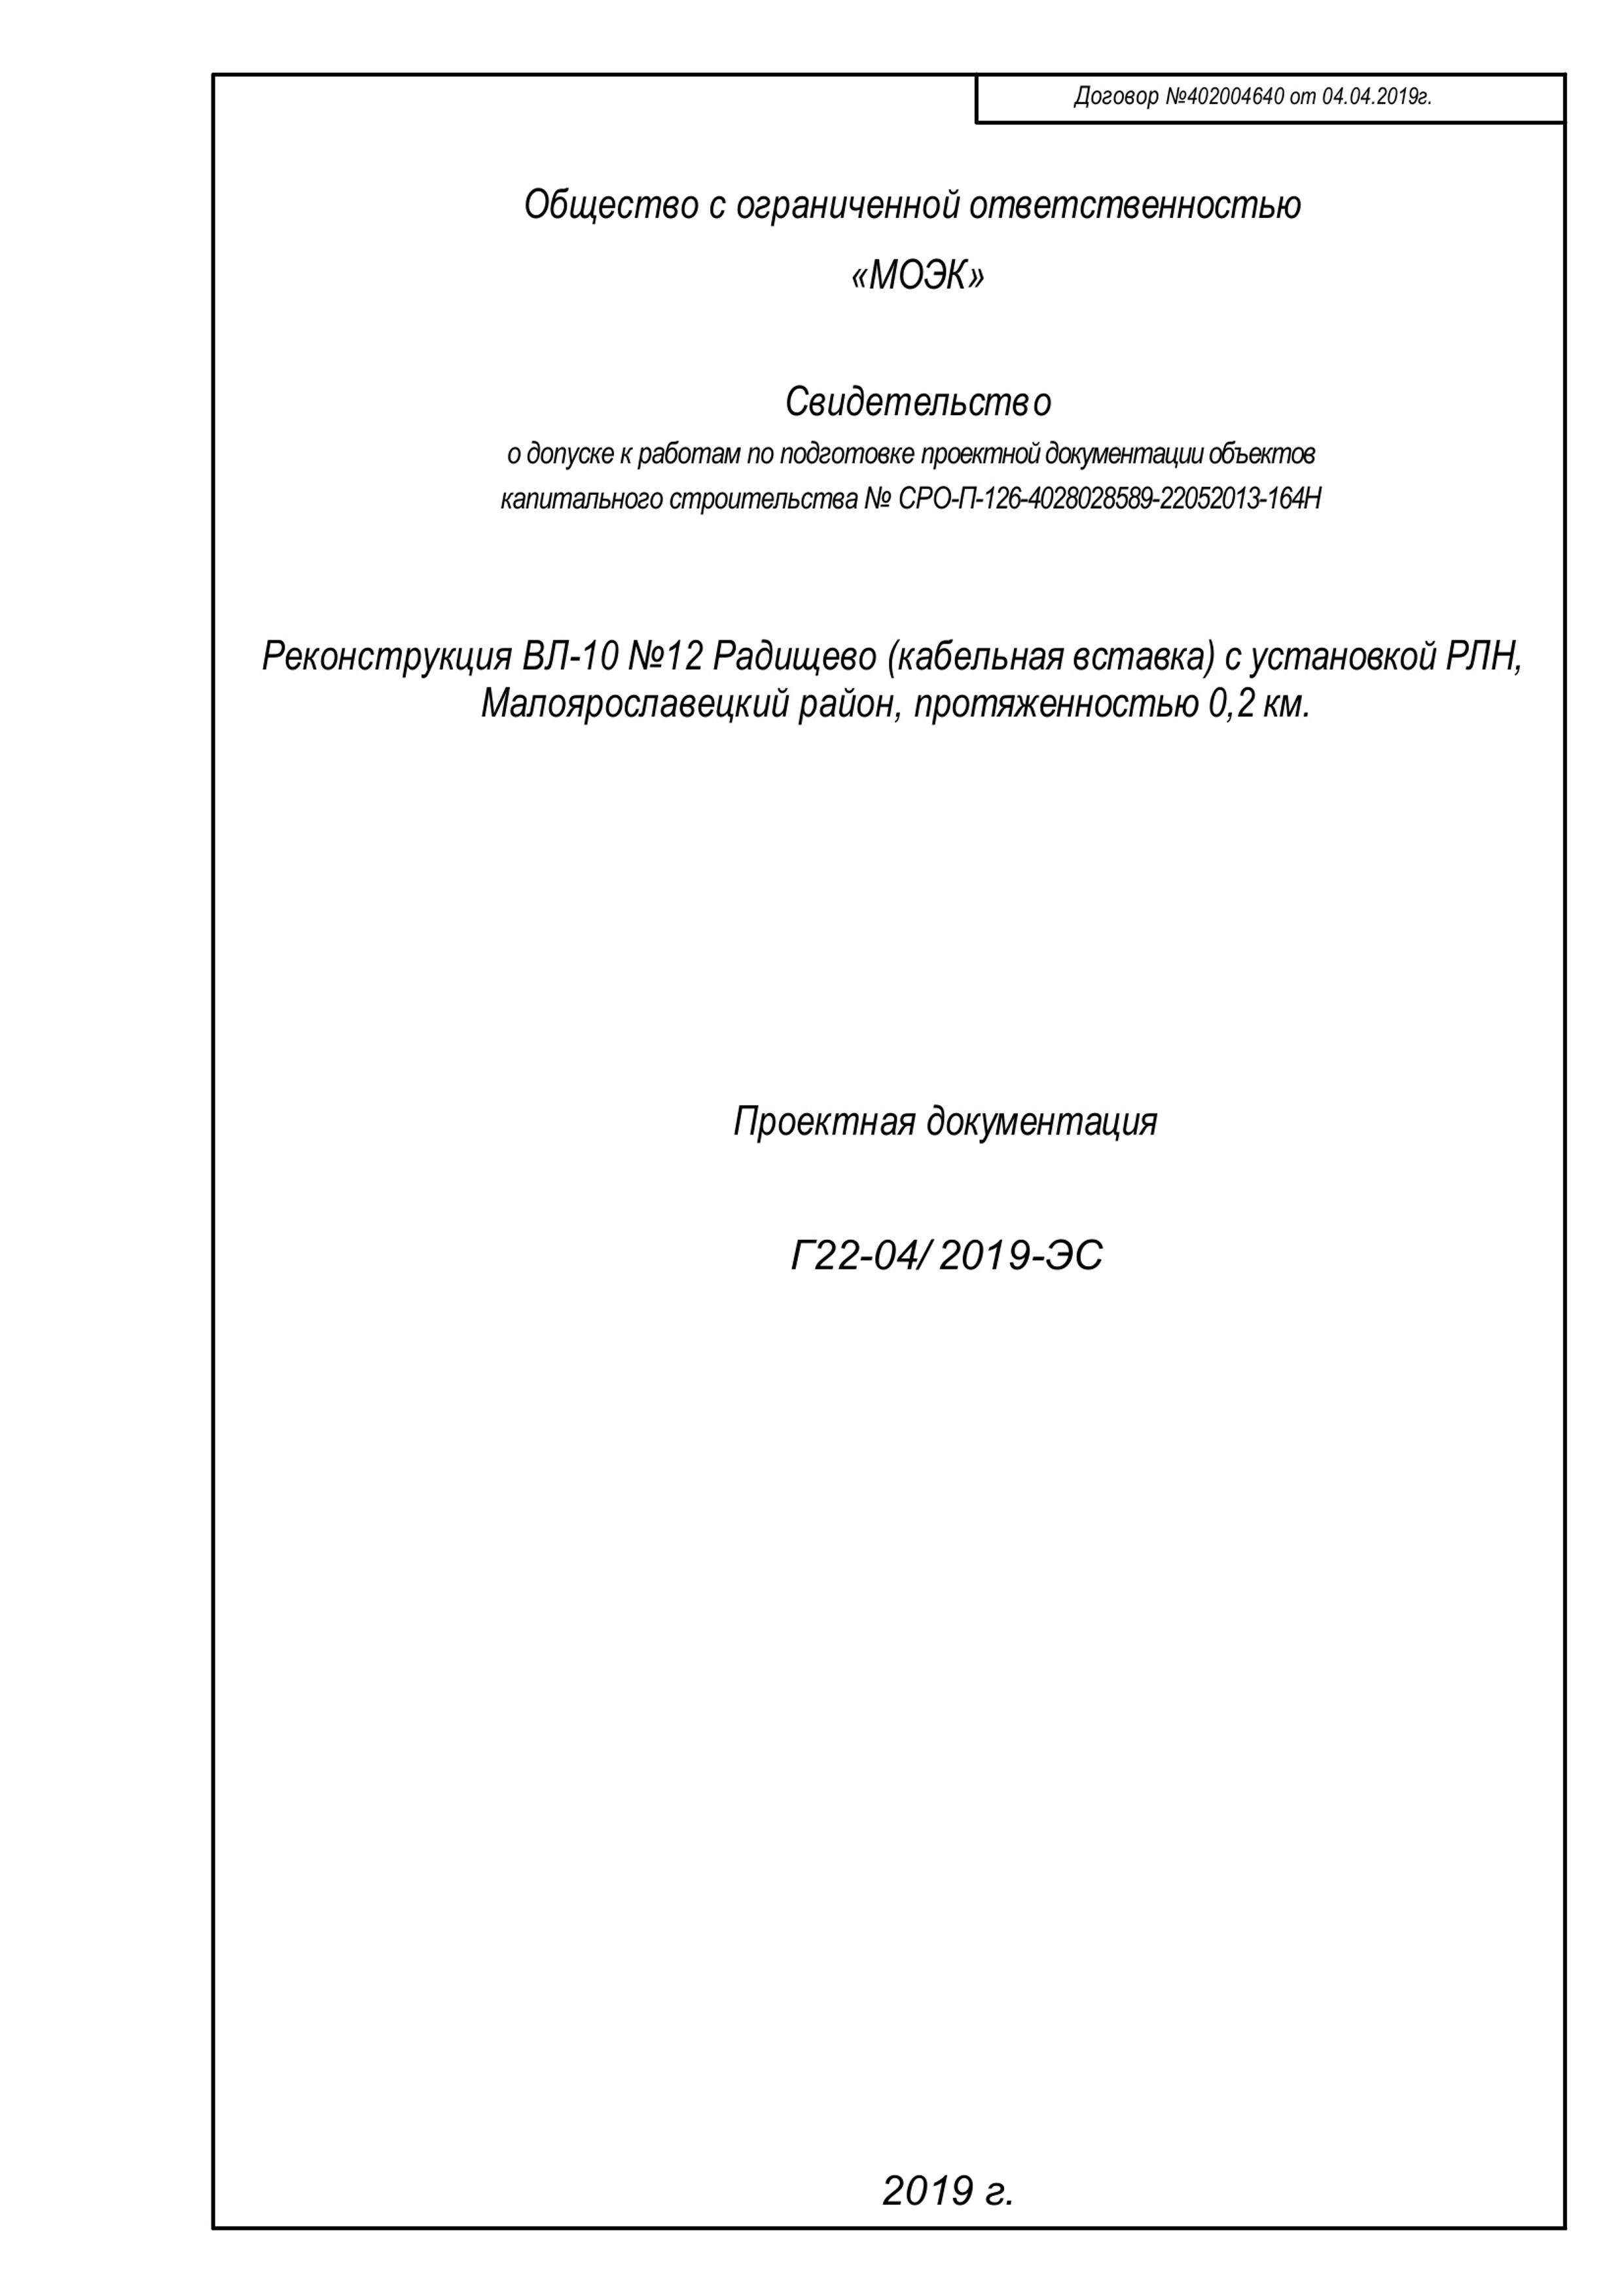 Договор №402004640 от 04.04.2019г.
Общество с ограниченной ответственностью
«МОЭК»
Свидетельство
о допуске к работам по подготовке проектной документации объектов
капитального строительства № СРО-П-126-4028028589-22052013-164Н
Реконструкция ВЛ-10 №12 Радищево (кабельная вставка) с установкой РЛН,
Малоярославецкий район, протяженностью 0,2 км.
Проектная документация
Г22-04/ 2019-ЭС
2019 г.